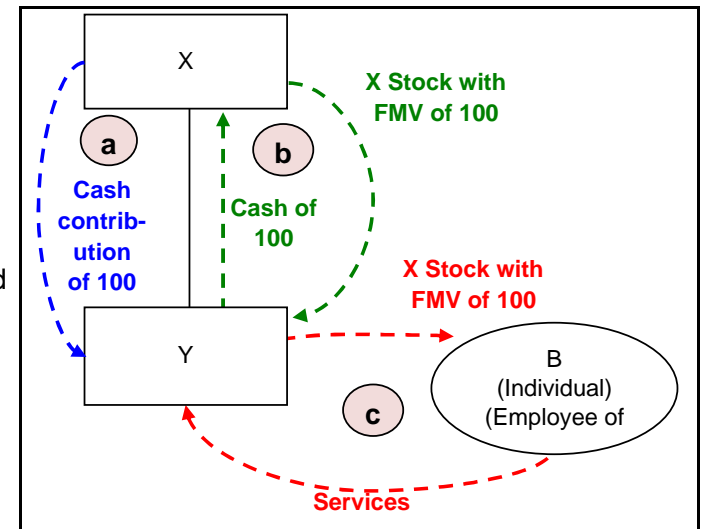 X
X Stock with
FMV of 100
a
b
Cash
contrib-
ution
of 100
Cash of
100
X Stock with
FMV of 100
d
Y
B
(Individual)
(Employee of
c
Services